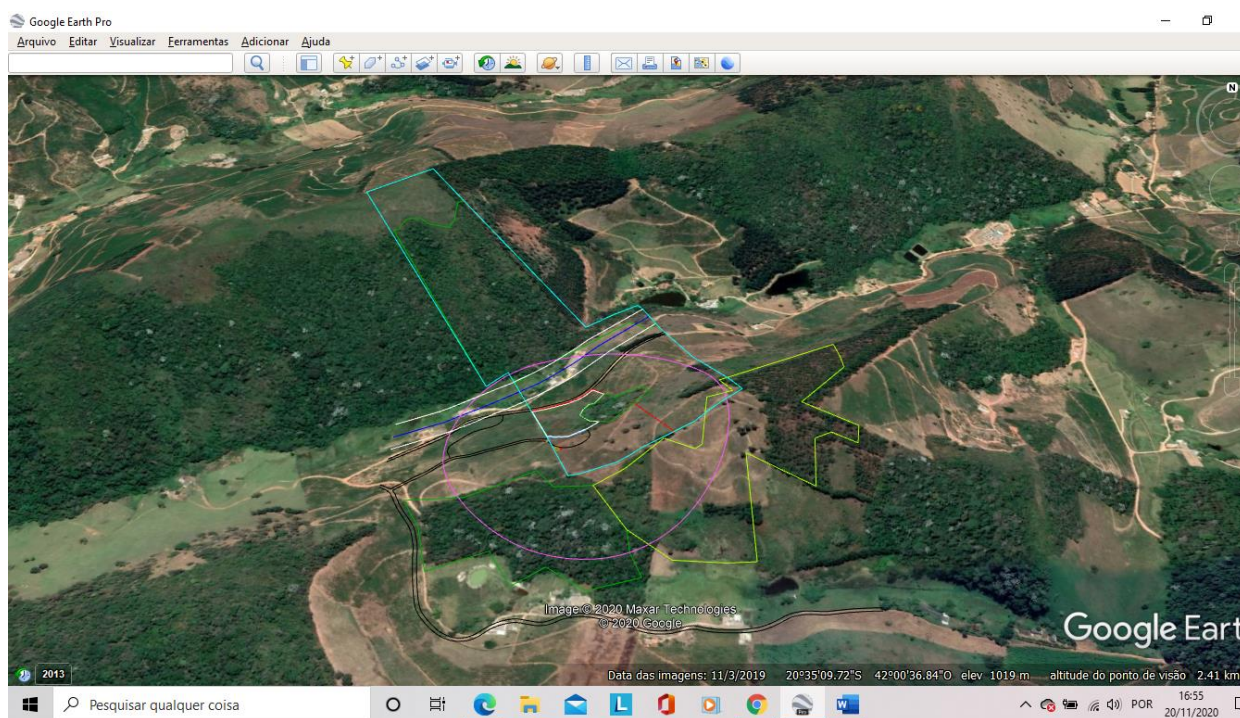 Google Earth Pro
Arquivo Editar Visualizar Ferramentas Adicionar Ajuda
N
Image © 2020 Maxar Technologies
© 2020 Google
Google Eart
2013
Data das imagens: 11/3/2019 20°35'09.72"S 42°00'36.84"O elev 1019 m altitude do ponto de visão 2.41 km
Pesquisar qualquer coisa
L
W
POR
16:55
20/11/2020